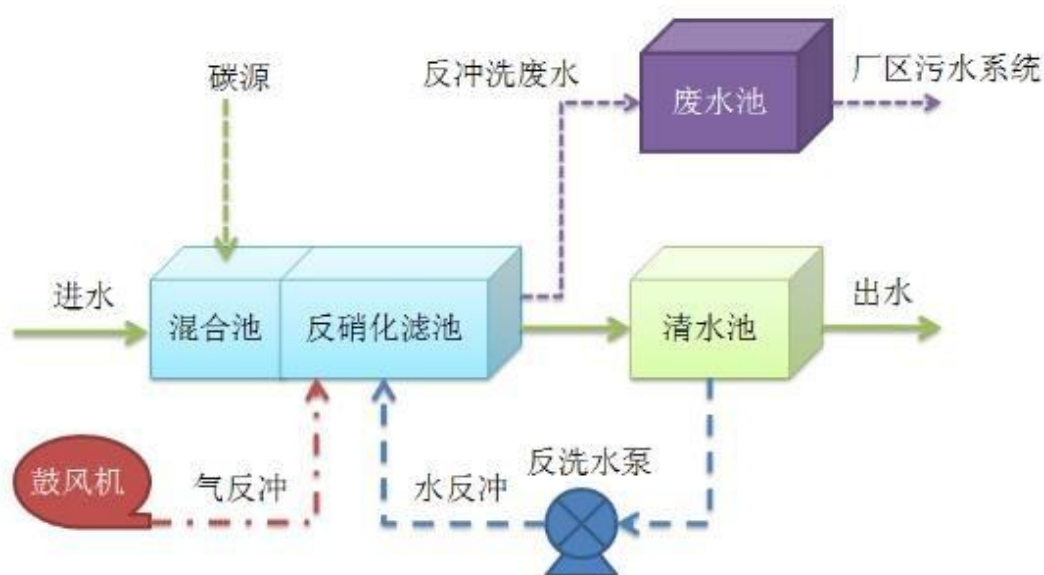 碳源
反冲洗废水
废水池
厂区污水系统
进水
混合池
反硝化滤池
清水池
出水
鼓风机
气反冲
水反冲
反洗水泵